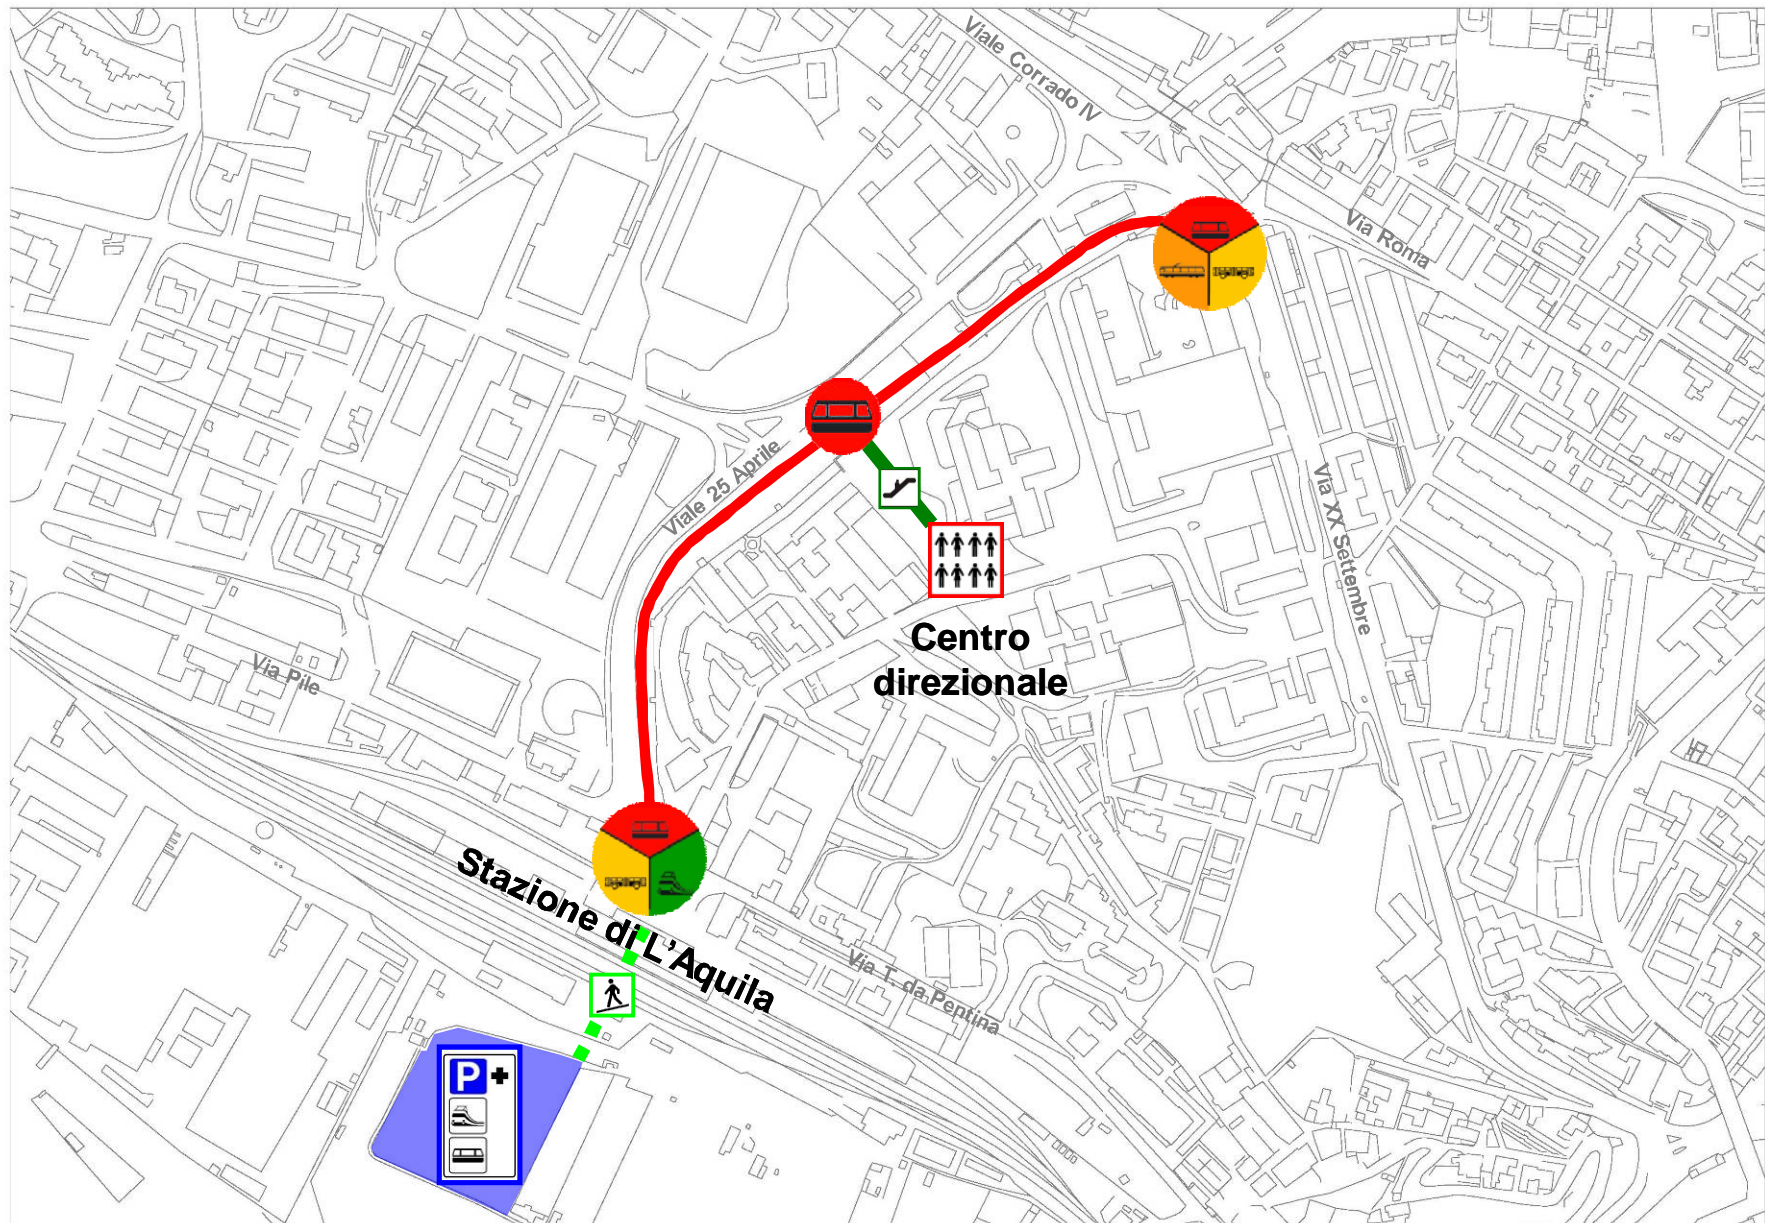 Viale Corrado IV
Via Roma
Viale 25 Aprile
Via XX Settembre
Centro
direzionale
Via Pile
Stazione di L'Aquila
Via T. da Pentina
P +